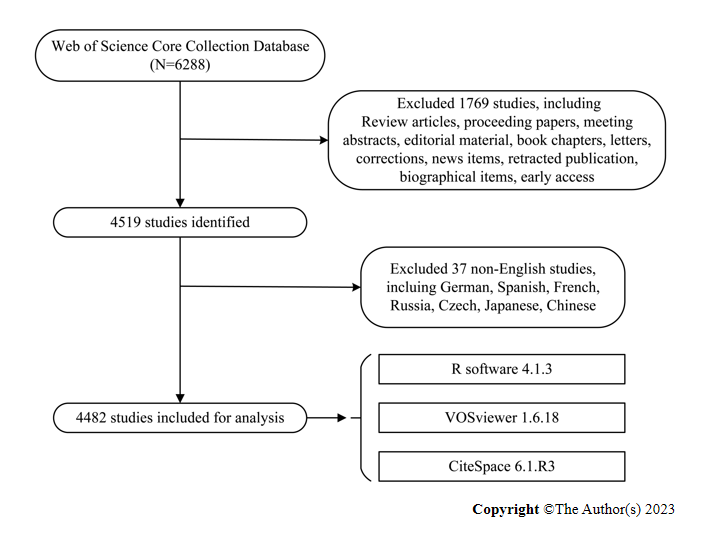 Web of Science Core Collection Database
(N=6288)
Excluded 1769 studies, including
Review articles, proceeding papers, meeting
abstracts, editorial material, book chapters, letters,
corrections, news items, retracted publication,
biographical items, early access
4519 studies identified
Excluded 37 non-English studies,
incluing German, Spanish, French,
Russia, Czech, Japanese, Chinese
R software 4.1.3
4482 studies included for analysis
VOSviewer 1.6.18
CiteSpace 6.1.R3
Copyright ©The Author(s) 2023